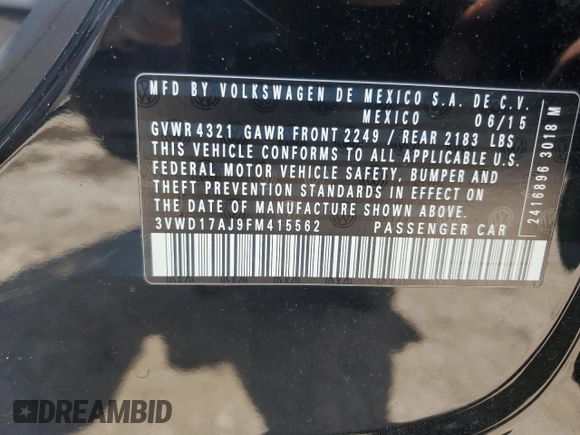 MFD BY VOLKSWAGEN DE MEXICO S.A. DE C.V.
MEXICO 06/15
GVWR 4321 GAWR FRONT 2249 / REAR 2183 LBS
THIS VEHICLE CONFORMS TO ALL APPLICABLE U.S.
FEDERAL MOTOR VEHICLE SAFETY, BUMPER AND
THEFT PREVENTION STANDARDS IN EFFECT ON
THE DATE OF MANUFACTURE SHOWN ABOVE.
3VWD17AJ9FM415562 PASSENGER CAR
2416896 3018 M
DREAMBID